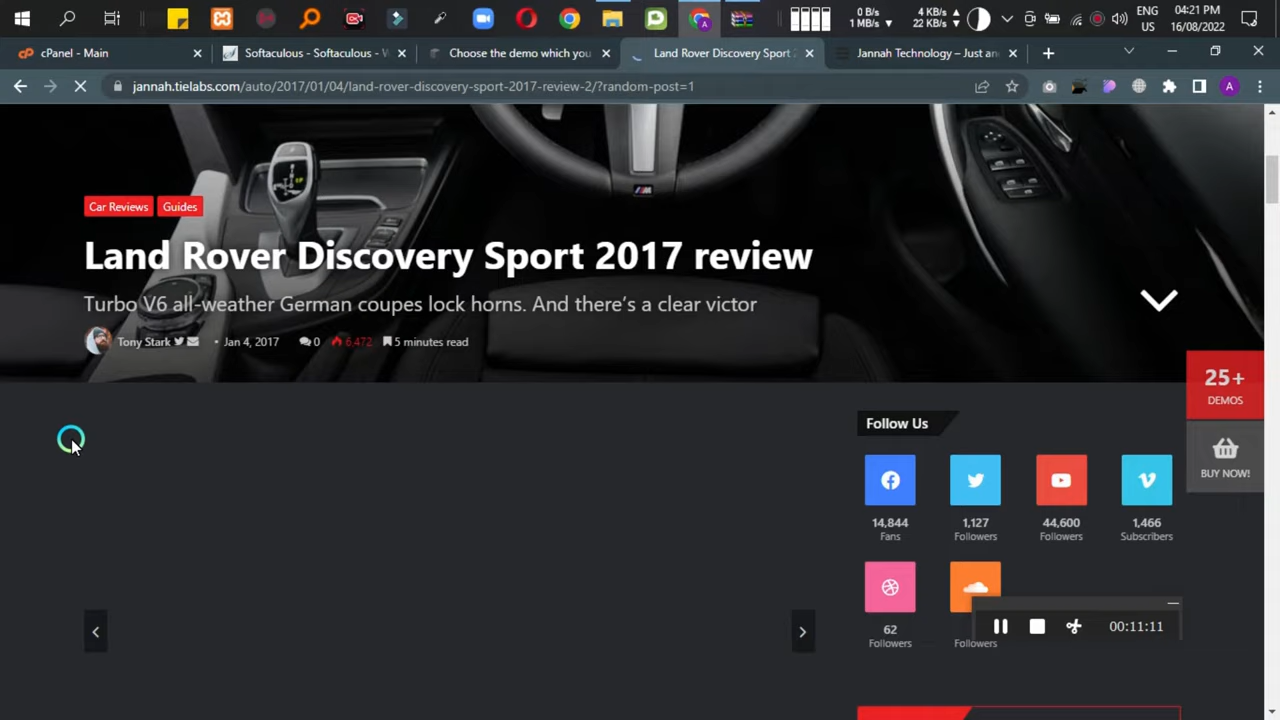 0 B/s
1 MB/s
4 KB/s
22 KB/s
ENG
US
04:21 PM
16/08/2022
cPanel - Main
Softaculous - Softaculous - W
Choose the demo which you
Land Rover Discovery Sport
Jannah Technology – Just an
jannah.tielabs.com/auto/2017/01/04/land-rover-discovery-sport-2017-review-2/?random-post=1
A
Car Reviews
Guides
Land Rover Discovery Sport 2017 review
Turbo V6 all-weather German coupes lock horns. And there's a clear victor
Tony Stark
Jan 4, 2017
0
6,472
5 minutes read
25+
DEMOS
BUY NOW!
Follow Us
14,844
Fans
1,127
Followers
44,600
Followers
1,466
Subscribers
62
Followers
Followers
00:11:11